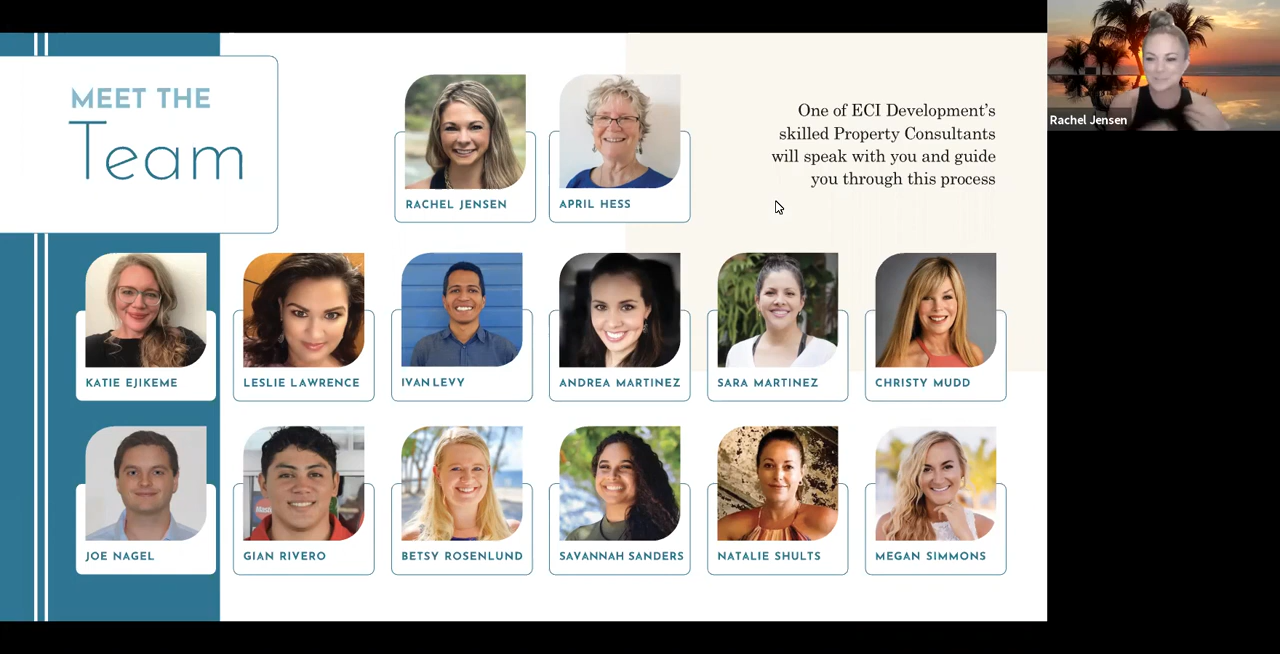 MEET THE
Team
One of ECI Development's
skilled Property Consultants
will speak with you and guide
you through this process
Rachel Jensen
RACHEL JENSEN
APRIL HESS
KATIE EJIKEME
LESLIE LAWRENCE
IVAN LEVY
ANDREA MARTINEZ
SARA MARTINEZ
CHRISTY MUDD
JOE NAGEL
GIAN RIVERO
BETSY ROSENLUND
SAVANNAH SANDERS
NATALIE SHULTS
MEGAN SIMMONS